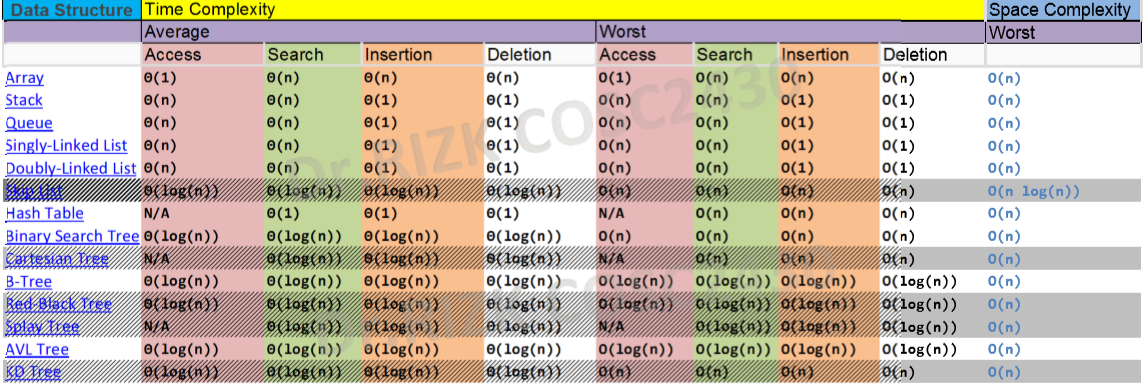 Data Structure Time Complexity Space Complexity
Average Worst Worst
Access Search Insertion Deletion Access Search Insertion Deletion
Array Θ(1) Θ(n) Θ(n) Θ(n) O(1) O(n) O(n) O(n) O(n)
Stack Θ(n) Θ(n) Θ(1) Θ(1) O(n) O(n) O(1) O(1) O(n)
Queue Θ(n) Θ(n) Θ(1) Θ(1) O(n) O(n) O(1) O(1) O(n)
Singly-Linked List Θ(n) Θ(n) Θ(1) Θ(1) O(n) O(n) O(1) O(1) O(n)
Doubly-Linked List Θ(n) Θ(n) Θ(1) Θ(1) O(n) O(n) O(1) O(1) O(n)
Skip List Θ(log(n)) Θ(log(n)) Θ(log(n)) Θ(log(n)) O(n) O(n) O(n) O(n) O(n log(n))
Hash Table N/A Θ(1) Θ(1) Θ(1) N/A O(n) O(n) O(n) O(n)
Binary Search Tree Θ(log(n)) Θ(log(n)) Θ(log(n)) Θ(log(n)) O(n) O(n) O(n) O(n) O(n)
Cartesian Tree N/A Θ(log(n)) Θ(log(n)) Θ(log(n)) N/A O(n) O(n) O(n) O(n)
B-Tree Θ(log(n)) Θ(log(n)) Θ(log(n)) Θ(log(n)) O(log(n)) O(log(n)) O(log(n)) O(log(n)) O(n)
Red-Black Tree Θ(log(n)) Θ(log(n)) Θ(log(n)) Θ(log(n)) O(log(n)) O(log(n)) O(log(n)) O(log(n)) O(n)
Splay Tree N/A Θ(log(n)) Θ(log(n)) Θ(log(n)) N/A O(log(n)) O(log(n)) O(log(n)) O(n)
AVL Tree Θ(log(n)) Θ(log(n)) Θ(log(n)) Θ(log(n)) O(log(n)) O(log(n)) O(log(n)) O(log(n)) O(n)
KD Tree Θ(log(n)) Θ(log(n)) Θ(log(n)) Θ(log(n)) O(n) O(n) O(n) O(n) O(n)
Dr RIZK COSC2430